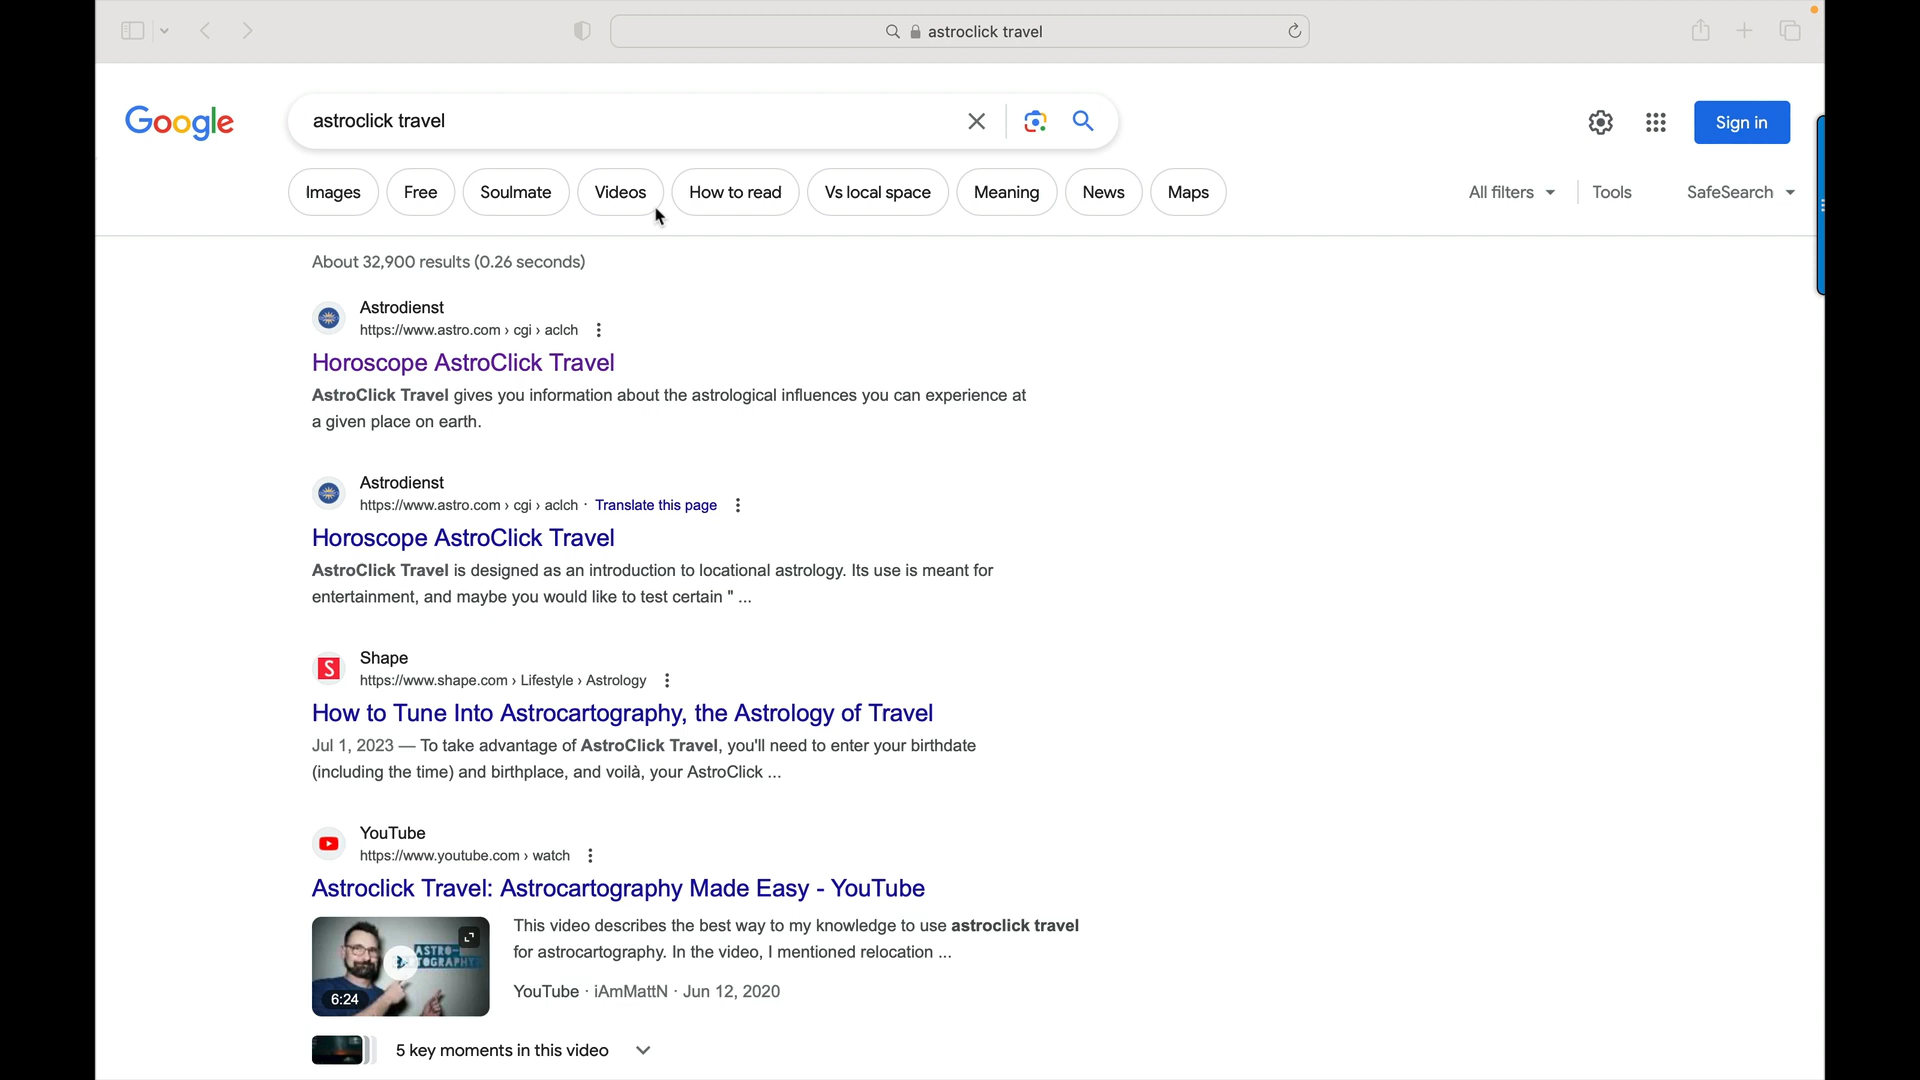 astroclick travel
Google
astroclick travel
Sign in
Images
Free
Soulmate
Videos
How to read
Vs local space
Meaning
News
Maps
All filters
Tools
SafeSearch
About 32,900 results (0.26 seconds)
Astrodienst
https://www.astro.com › cgi › aclch
Horoscope AstroClick Travel
AstroClick Travel gives you information about the astrological influences you can experience at
a given place on earth.
Astrodienst
https://www.astro.com › cgi › aclch · Translate this page
Horoscope AstroClick Travel
AstroClick Travel is designed as an introduction to locational astrology. Its use is meant for
entertainment, and maybe you would like to test certain " ...
S
Shape
https://www.shape.com › Lifestyle › Astrology
How to Tune Into Astrocartography, the Astrology of Travel
Jul 1, 2023 — To take advantage of AstroClick Travel, you'll need to enter your birthdate
(including the time) and birthplace, and voilà, your AstroClick ...
YouTube
https://www.youtube.com › watch
Astroclick Travel: Astrocartography Made Easy - YouTube
6:24
This video describes the best way to my knowledge to use astroclick travel
for astrocartography. In the video, I mentioned relocation ...
YouTube · iAmMattN · Jun 12, 2020
5 key moments in this video